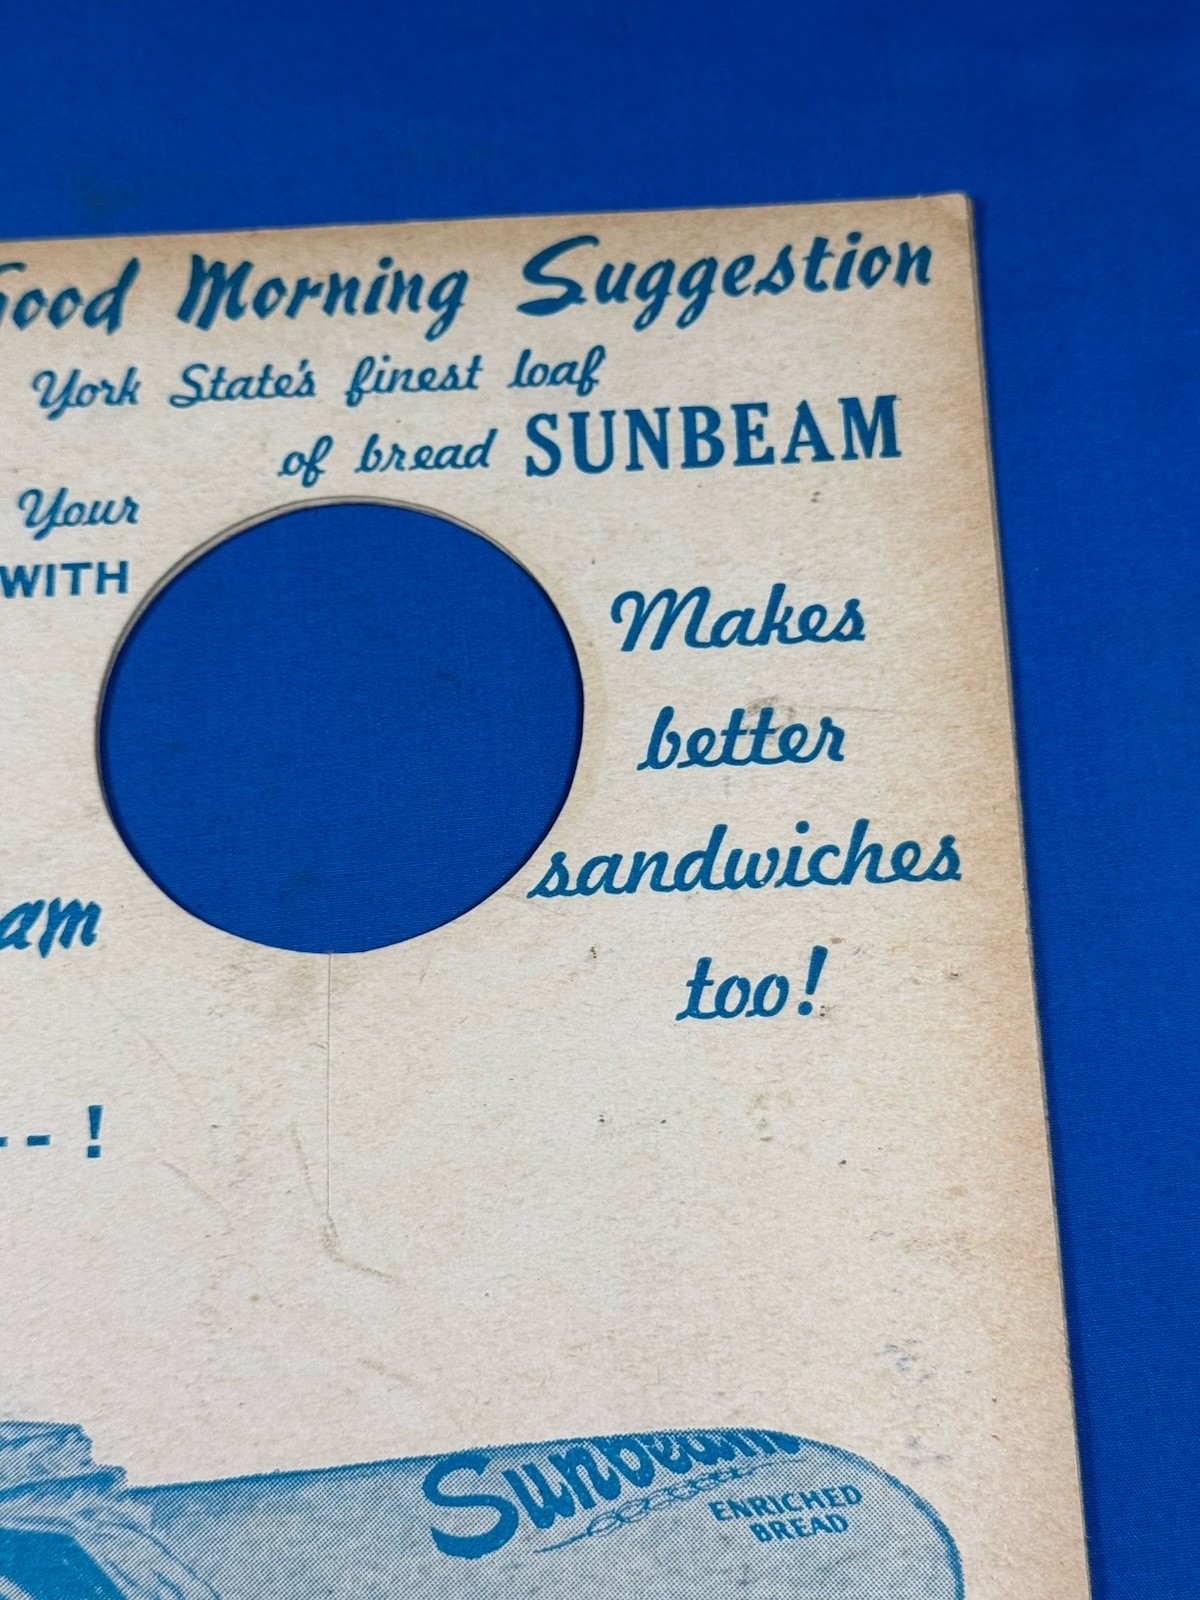 Good Morning Suggestion
York State's finest loaf
of bread SUNBEAM
Your
WITH
Makes
better
sandwiches
too!
am
--!
Sunbeam
ENRICHED
BREAD